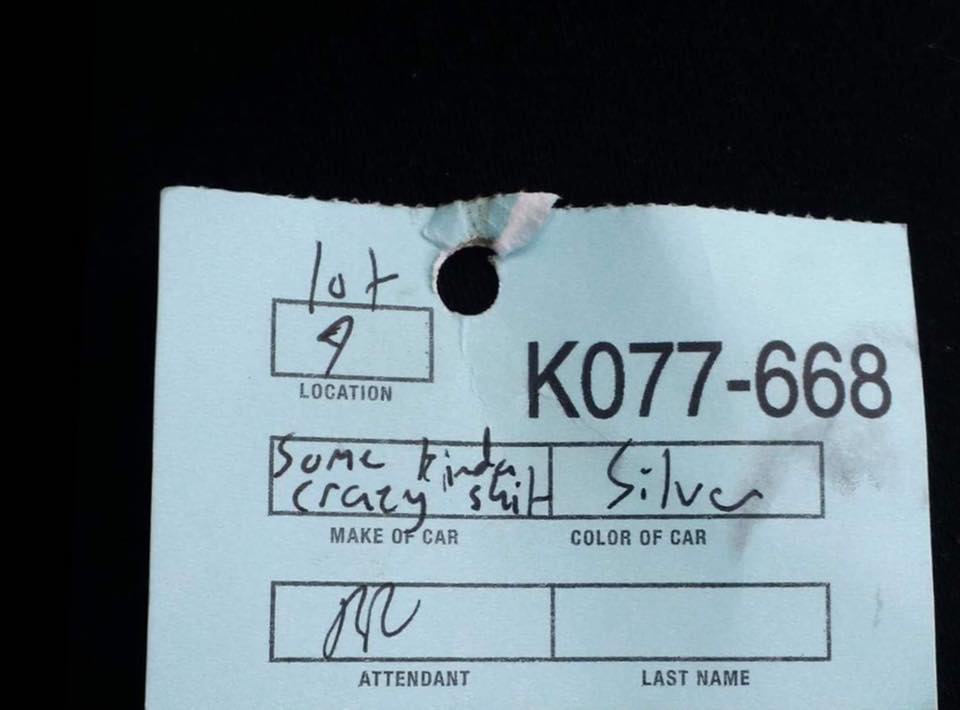 lot
9
LOCATION
K077-668
Some kinda
crazy shit
Silver
MAKE OF CAR
COLOR OF CAR
ATTENDANT
LAST NAME